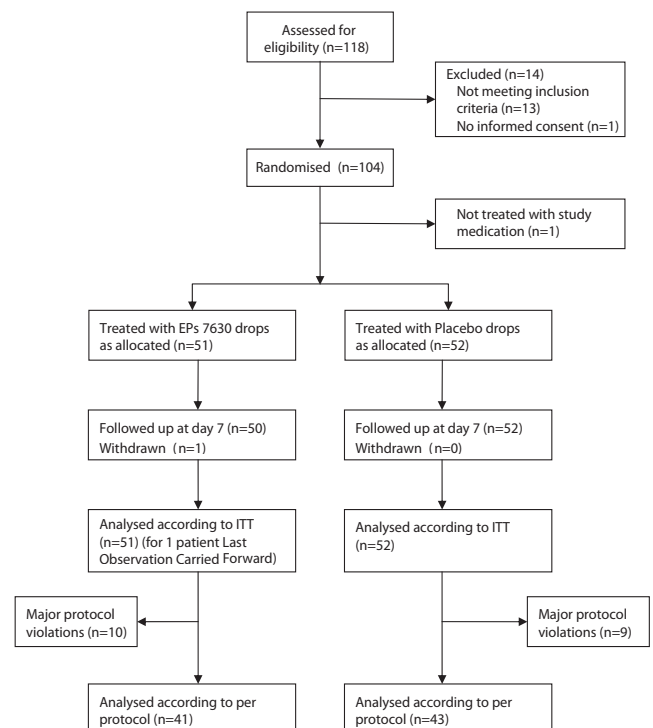 Assessed for
eligibility (n=118)
Excluded (n=14)
Not meeting inclusion
criteria (n=13)
No informed consent (n=1)
Randomised (n=104)
Not treated with study
medication (n=1)
Treated with EPs 7630 drops
as allocated (n=51)
Treated with Placebo drops
as allocated (n=52)
Followed up at day 7 (n=50)
Withdrawn (n=1)
Followed up at day 7 (n=52)
Withdrawn (n=0)
Analysed according to ITT
(n=51) (for 1 patient Last
Observation Carried Forward)
Analysed according to ITT
(n=52)
Major protocol
violations (n=10)
Major protocol
violations (n=9)
Analysed according to per
protocol (n=41)
Analysed according to per
protocol (n=43)